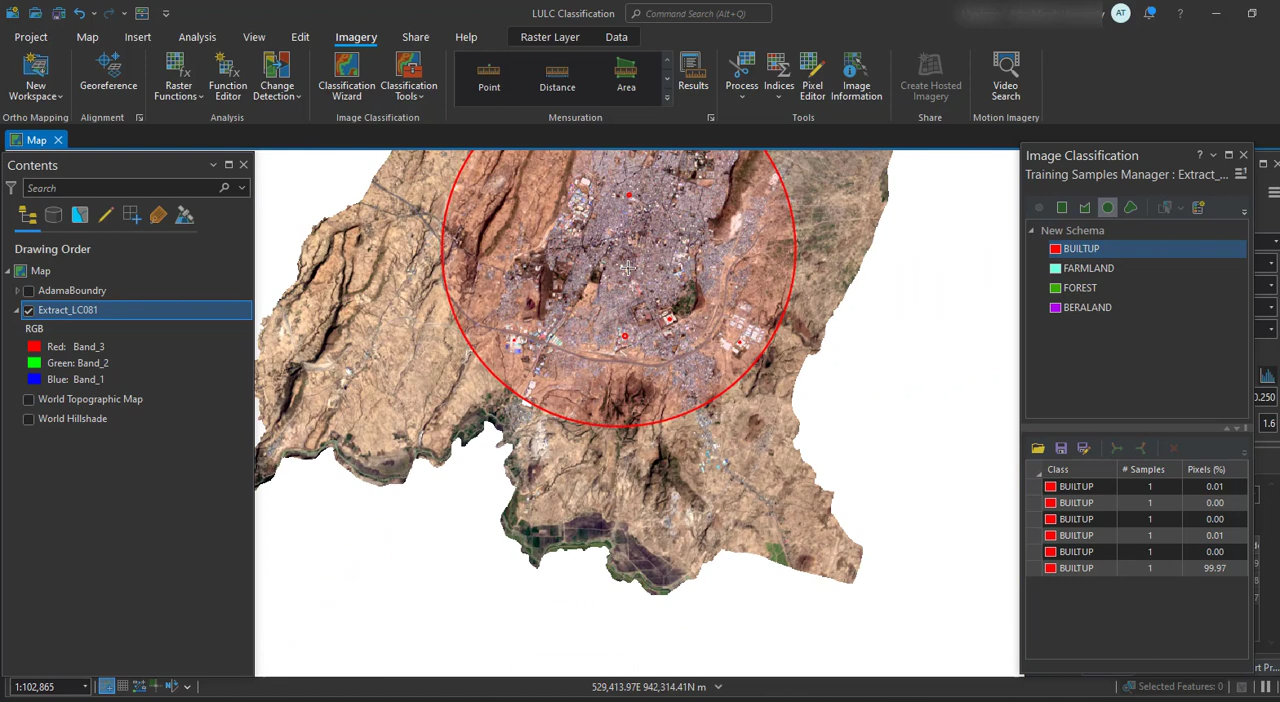 LULC Classification
Command Search (Alt+Q)
AT
Project Map Insert Analysis View Edit Imagery Share Help Raster Layer Data
New Workspace
Georeference
Raster Functions
Function Editor
Change Detection
Classification Wizard
Classification Tools
Point
Distance
Area
Results
Process
Indices
Pixel Editor
Image Information
Create Hosted Imagery
Video Search
Ortho Mapping
Alignment
Analysis
Image Classification
Mensuration
Tools
Share
Motion Imagery
Map
Contents
Search
Drawing Order
Map
AdamaBoundry
Extract_LC081
RGB
Red: Band_3
Green: Band_2
Blue: Band_1
World Topographic Map
World Hillshade
Image Classification
Training Samples Manager : Extract_...
New Schema
BUILTUP
FARMLAND
FOREST
BERALAND
Class # Samples Pixels (%)
BUILTUP 1 0.01
BUILTUP 1 0.00
BUILTUP 1 0.00
BUILTUP 1 0.01
BUILTUP 1 0.00
BUILTUP 1 99.97
0.250
1.6
1:102,865
529,413.97E 942,314.41N m
Selected Features: 0